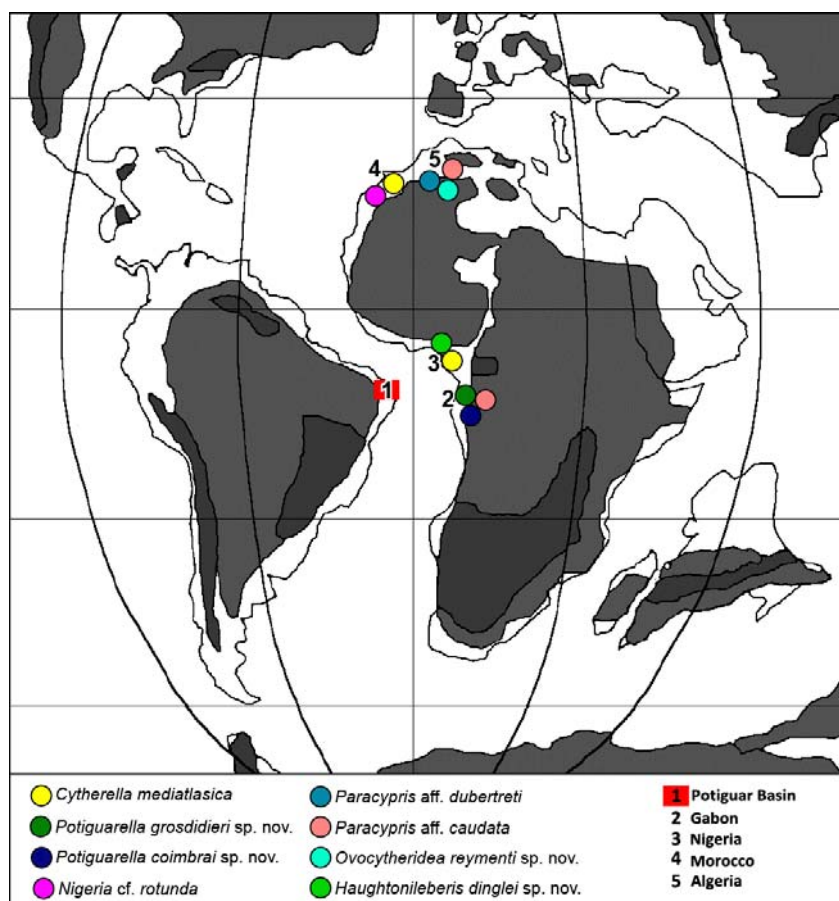 4
5
3
1
2
Cytherella mediatlasica
Potiguarella grosdidieri sp. nov.
Potiguarella coimbrai sp. nov.
Nigeria cf. rotunda
Paracypris aff. dubertreti
Paracypris aff. caudata
Ovocytheridea reymenti sp. nov.
Haughtonileberis dinglei sp. nov.
1 Potiguar Basin
2 Gabon
3 Nigeria
4 Morocco
5 Algeria